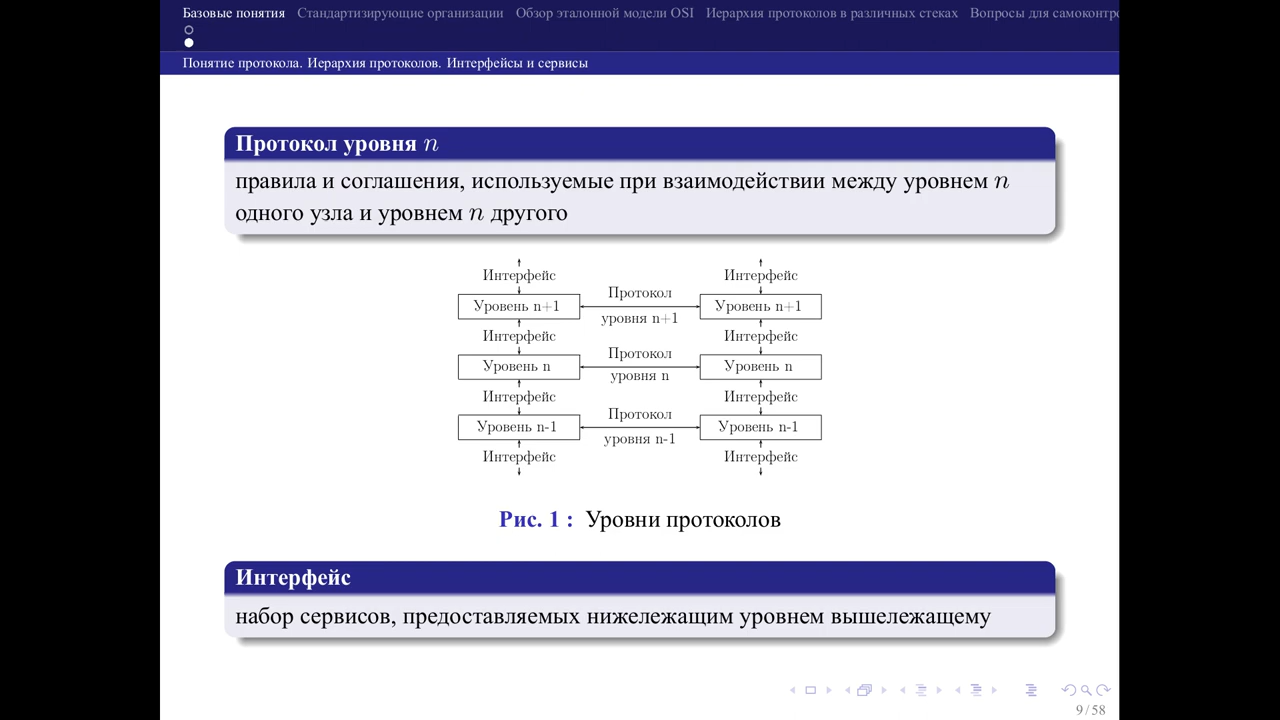 Базовые понятия Стандартизирующие организации Обзор эталонной модели OSI Иерархия протоколов в различных стеках Вопросы для самоконтро
Понятие протокола. Иерархия протоколов. Интерфейсы и сервисы
Протокол уровня n
правила и соглашения, используемые при взаимодействии между уровнем n
одного узла и уровнем n другого
Интерфейс Интерфейс
Протокол
Уровень n+1 Уровень n+1
уровня n+1
Интерфейс Интерфейс
Протокол
Уровень n Уровень n
уровня n
Интерфейс Интерфейс
Протокол
Уровень n-1 Уровень n-1
уровня n-1
Интерфейс Интерфейс
Рис. 1 : Уровни протоколов
Интерфейс
набор сервисов, предоставляемых нижележащим уровнем вышележащему
9 / 58